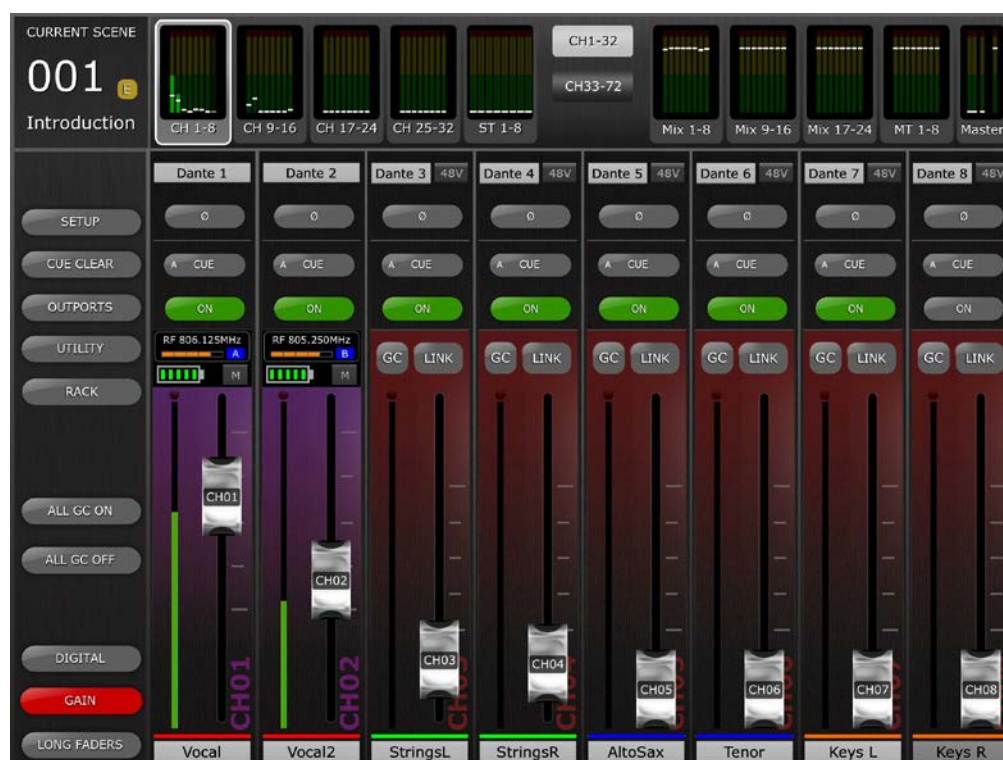 CURRENT SCENE
001 E
Introduction
CH 1-8 CH 9-16 CH 17-24 CH 25-32 ST 1-8
CH1-32
CH33-72
Mix 1-8 Mix 9-16 Mix 17-24 MT 1-8 Master
Dante 1 Dante 2 Dante 3 48V Dante 4 48V Dante 5 48V Dante 6 48V Dante 7 48V Dante 8 48V
SETUP Ø Ø Ø Ø Ø Ø Ø Ø
CUE CLEAR A CUE A CUE A CUE A CUE A CUE A CUE A CUE A CUE
OUTPORTS ON ON ON ON ON ON ON ON
UTILITY RF 806.125MHz RF 805.250MHz
A B
GC LINK GC LINK GC LINK GC LINK GC LINK GC LINK
M M
RACK
ALL GC ON
ALL GC OFF
DIGITAL
GAIN
LONG FADERS
CH01 CH02 CH03 CH04 CH05 CH06 CH07 CH08
CH01 CH02
Vocal Vocal2 StringsL StringsR AltoSax Tenor Keys L Keys R